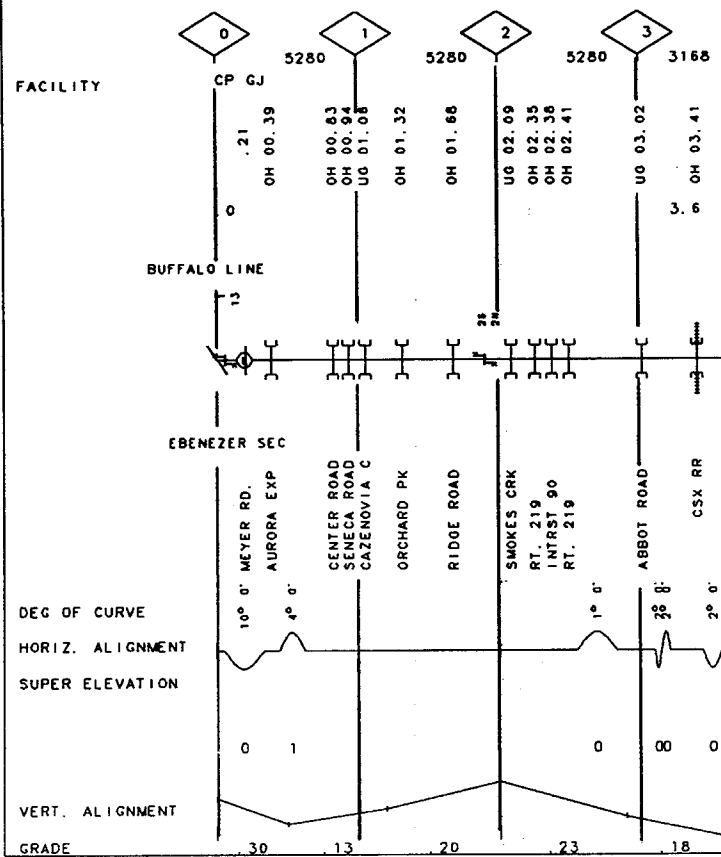 0 1 2 3
5280 5280 5280 3168
FACILITY
CP GJ
.21
OH 00.39
OH 00.83
OH 00.94
UG 01.08
OH 01.32
OH 01.68
UG 02.09
OH 02.35
OH 02.38
OH 02.41
UG 03.02
OH 03.41
0
3.6
BUFFALO LINE
13
EBENEZER SEC
MEYER RD.
AURORA EXP
CENTER ROAD
SENECA ROAD
CAZENOVIA C
ORCHARD PK
RIDGE ROAD
SMOKES CRK
RT. 219
INTRST 90
RT. 219
ABBOT ROAD
CSX RR
DEG OF CURVE
10° 0'
4° 0'
1° 0'
2° 0'
HORIZ. ALIGNMENT
SUPER ELEVATION
0 1 0 00 0
VERT. ALIGNMENT
GRADE .30 .13 .20 .23 .18